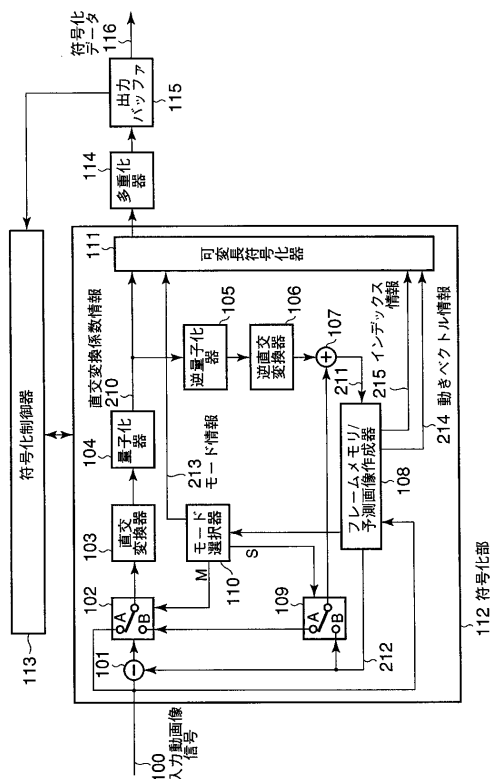 113
符号化制御器
100
入力動画像
信号
101
102
A
B
103
直交
変換器
104
量子化器
直交変換係数情報
210
111
可変長符号化器
114
多重化
器
115
出力
バッファ
符号化
データ
116
M
S
モード
選択器
110
213
モード情報
逆量子化
器
105
逆直交
変換器
106
107
109
A
B
211
212
フレームメモリ/
予測画像作成器
108
215 インデックス
情報
214 動きベクトル情報
112 符号化部